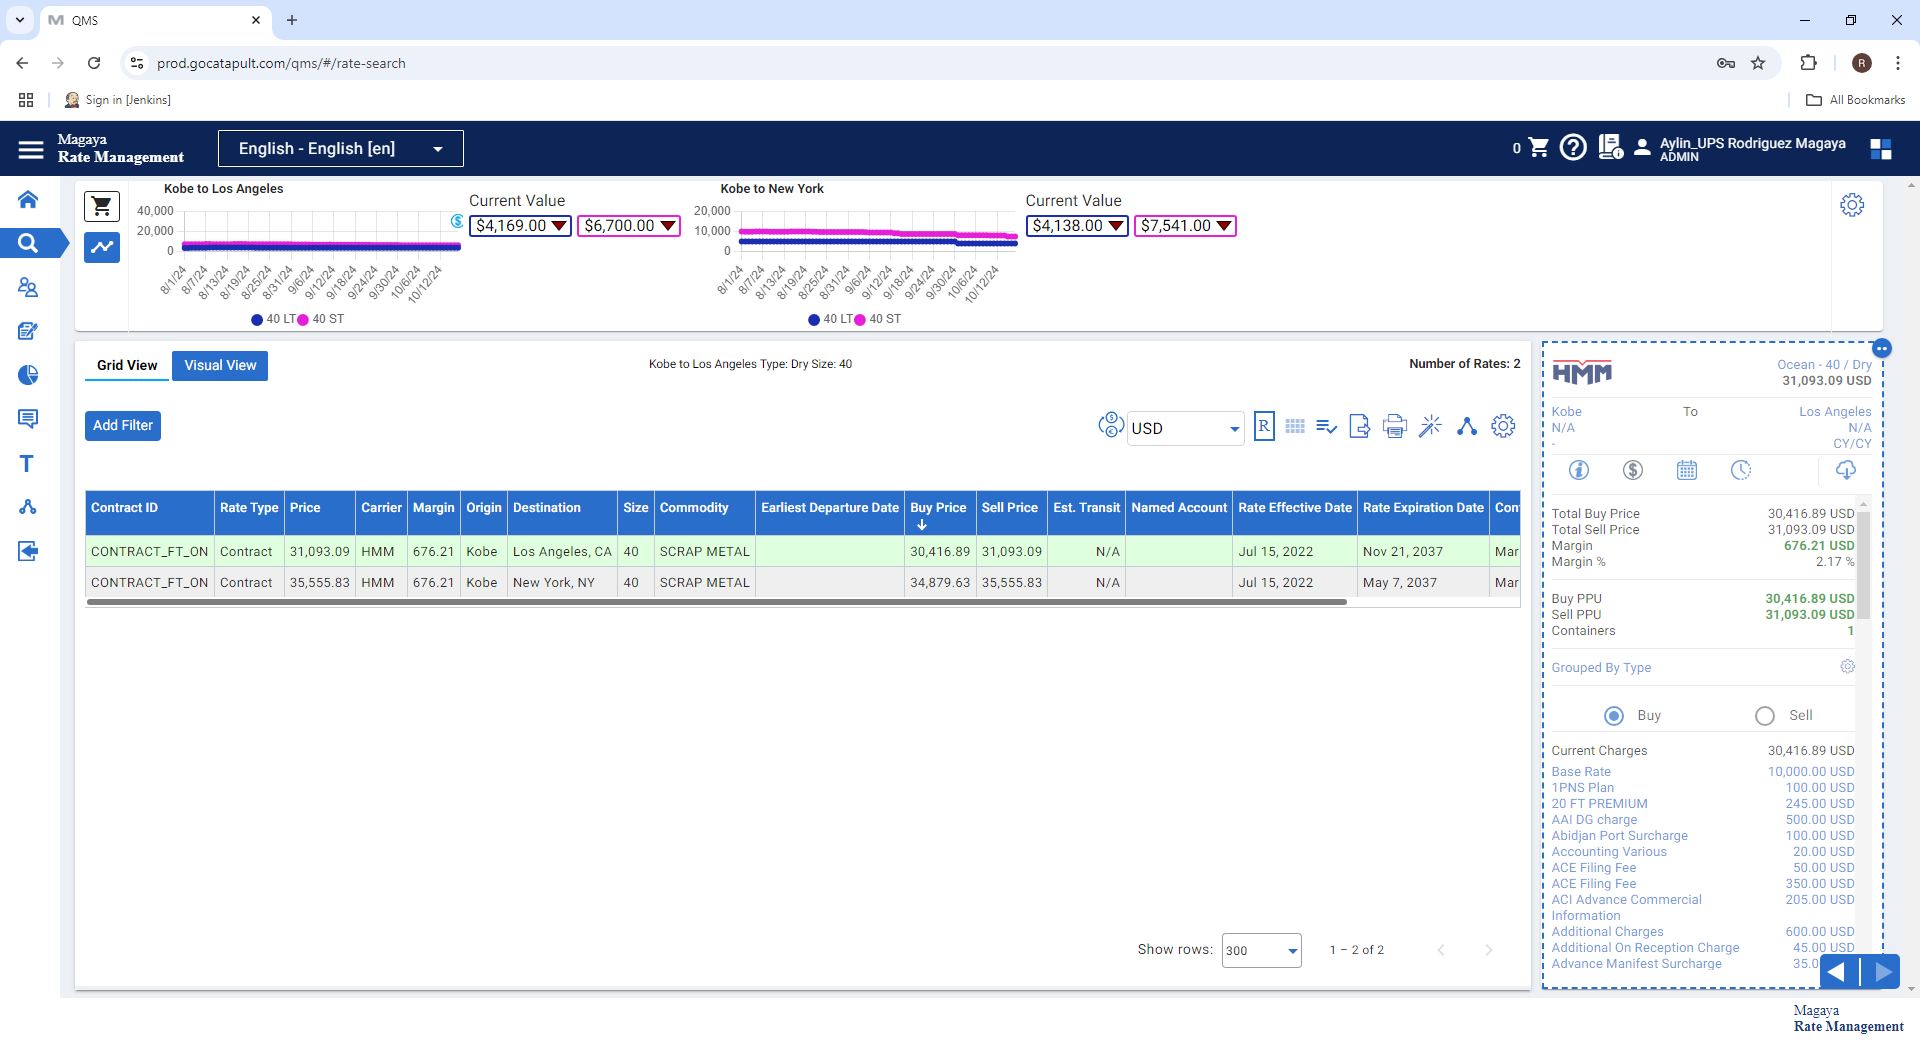 QMS
prod.gocatapult.com/qms/#/rate-search
R
Sign in [Jenkins]
All Bookmarks
Magaya
Rate Management
English - English [en]
0
Aylin_UPS Rodriguez Magaya
ADMIN
Kobe to Los Angeles
40,000
20,000
0
8/1/24 8/7/24 8/13/24 8/19/24 8/25/24 8/31/24 9/6/24 9/12/24 9/18/24 9/24/24 9/30/24 10/6/24 10/12/24
40 LT 40 ST
Current Value
$4,169.00 $6,700.00
Kobe to New York
20,000
10,000
0
8/1/24 8/7/24 8/13/24 8/19/24 8/25/24 8/31/24 9/6/24 9/12/24 9/18/24 9/24/24 9/30/24 10/6/24 10/12/24
40 LT 40 ST
Current Value
$4,138.00 $7,541.00
Grid View Visual View
Kobe to Los Angeles Type: Dry Size: 40
Number of Rates: 2
Add Filter
USD
R
Contract ID Rate Type Price Carrier Margin Origin Destination Size Commodity Earliest Departure Date Buy Price Sell Price Est. Transit Named Account Rate Effective Date Rate Expiration Date Con
CONTRACT_FT_ON Contract 31,093.09 HMM 676.21 Kobe Los Angeles, CA 40 SCRAP METAL 30,416.89 31,093.09 N/A Jul 15, 2022 Nov 21, 2037 Mar
CONTRACT_FT_ON Contract 35,555.83 HMM 676.21 Kobe New York, NY 40 SCRAP METAL 34,879.63 35,555.83 N/A Jul 15, 2022 May 7, 2037 Mar
Show rows: 300 1 – 2 of 2
HMM
Ocean - 40 / Dry
31,093.09 USD
Kobe To Los Angeles
N/A N/A
- CY/CY
Total Buy Price 30,416.89 USD
Total Sell Price 31,093.09 USD
Margin 676.21 USD
Margin % 2.17 %
Buy PPU 30,416.89 USD
Sell PPU 31,093.09 USD
Containers 1
Grouped By Type
Buy Sell
Current Charges 30,416.89 USD
Base Rate 10,000.00 USD
1PNS Plan 100.00 USD
20 FT PREMIUM 245.00 USD
AAI DG charge 500.00 USD
Abidjan Port Surcharge 100.00 USD
Accounting Various 20.00 USD
ACE Filing Fee 50.00 USD
ACE Filing Fee 350.00 USD
ACI Advance Commercial 205.00 USD
Information
Additional Charges 600.00 USD
Additional On Reception Charge 45.00 USD
Advance Manifest Surcharge 35.0
Magaya
Rate Management